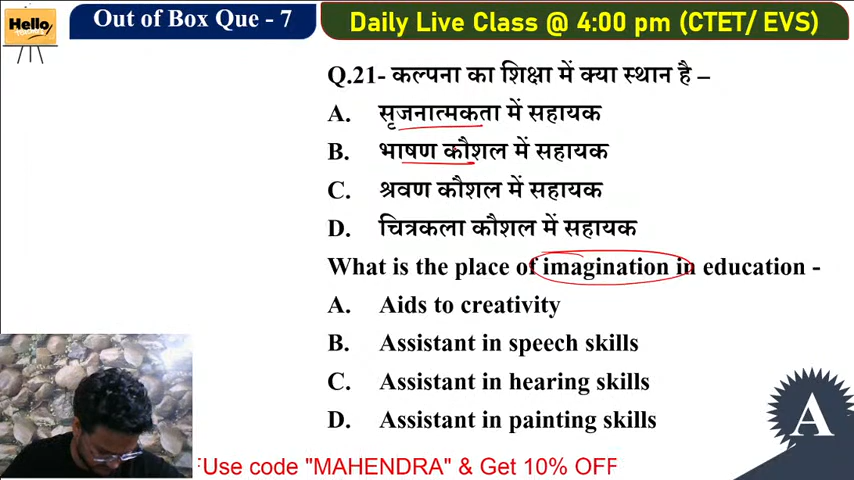 Hello
Out of Box Que - 7
Daily Live Class @ 4:00 pm (CTET/ EVS)
Q.21- कल्पना का शिक्षा में क्या स्थान है –
A. सृजनात्मकता में सहायक
B. भाषण कौशल में सहायक
C. श्रवण कौशल में सहायक
D. चित्रकला कौशल में सहायक
What is the place of imagination in education -
A. Aids to creativity
B. Assistant in speech skills
C. Assistant in hearing skills
D. Assistant in painting skills
A
Use code "MAHENDRA" & Get 10% OFF